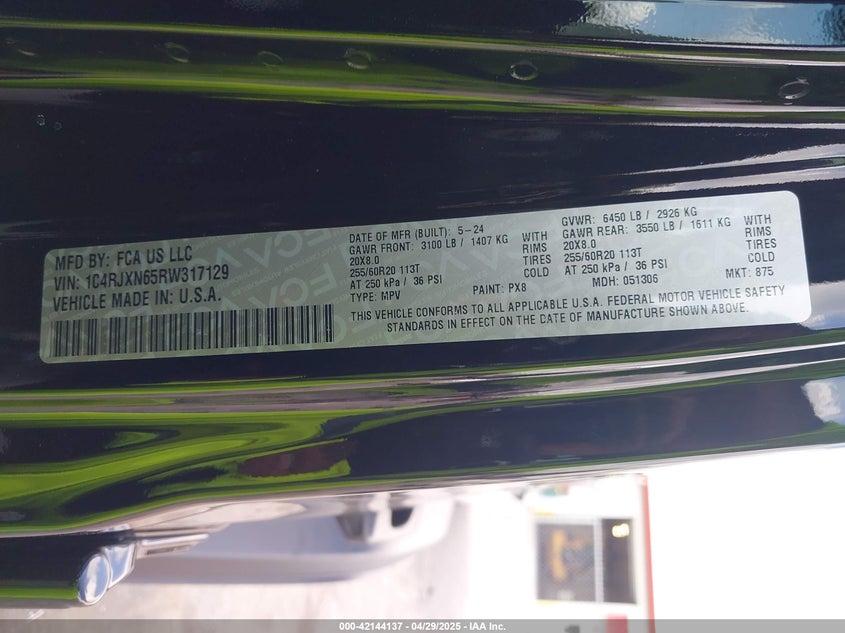 MFD BY: FCA US LLC
VIN: 1C4RJXN65RW317129
VEHICLE MADE IN: U.S.A.
DATE OF MFR (BUILT): 5-24
GAWR FRONT: 3100 LB / 1407 KG WITH
20X8.0 RIMS
255/60R20 113T TIRES
AT 250 kPa / 36 PSI COLD
TYPE: MPV PAINT: PX8
GVWR: 6450 LB / 2926 KG
GAWR REAR: 3550 LB / 1611 KG WITH
20X8.0 RIMS
255/60R20 113T TIRES
AT 250 kPa / 36 PSI COLD
MDH: 051306 MKT: 875
THIS VEHICLE CONFORMS TO ALL APPLICABLE U.S.A. FEDERAL MOTOR VEHICLE SAFETY
STANDARDS IN EFFECT ON THE DATE OF MANUFACTURE SHOWN ABOVE.
000-42144137 - 04/29/2025 - IAA Inc.